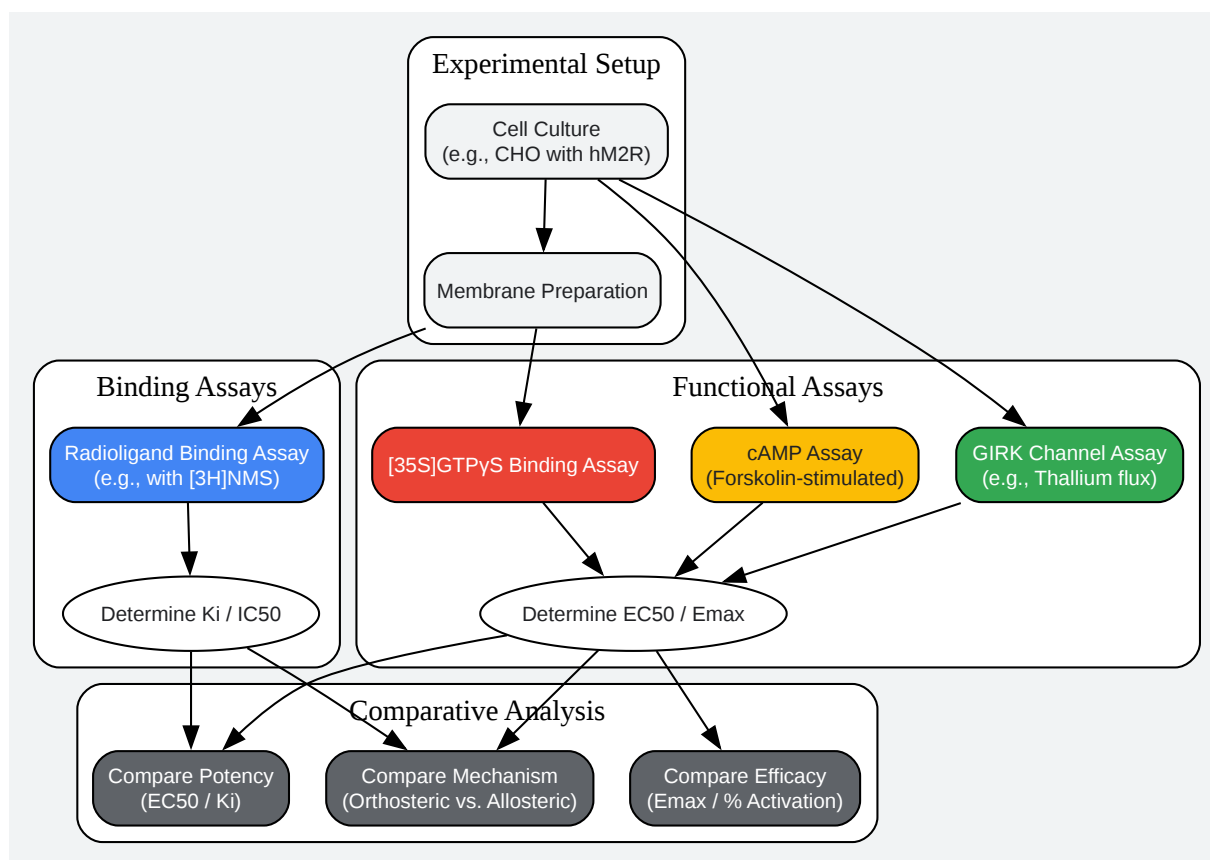 Experimental Setup
Cell Culture
(e.g., CHO with hM2R)
Membrane Preparation
Binding Assays
Functional Assays
Radioligand Binding Assay
(e.g., with [3H]NMS)
[35S]GTPγS Binding Assay
cAMP Assay
(Forskolin-stimulated)
GIRK Channel Assay
(e.g., Thallium flux)
Determine Ki / IC50
Determine EC50 / Emax
Comparative Analysis
Compare Potency
(EC50 / Ki)
Compare Mechanism
(Orthosteric vs. Allosteric)
Compare Efficacy
(Emax / % Activation)